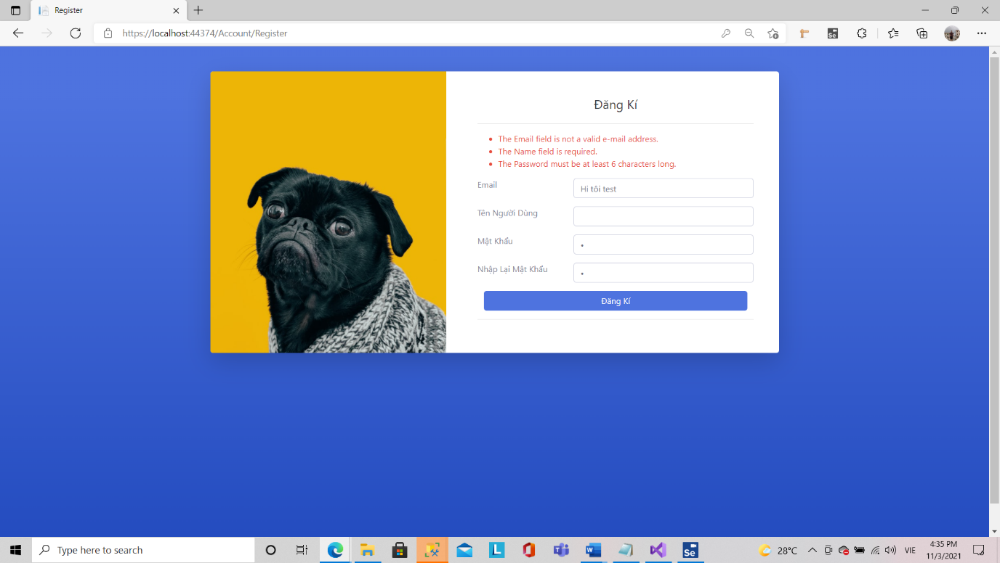 Register
https://localhost:44374/Account/Register
Se
Đăng Kí
The Email field is not a valid e-mail address.
The Name field is required.
The Password must be at least 6 characters long.
Email
Hi tôi test
Tên Người Dùng
Mật Khẩu
•
Nhập Lại Mật Khẩu
•
Đăng Kí
Type here to search
L
W
Se
28°C
VIE
4:35 PM
11/3/2021